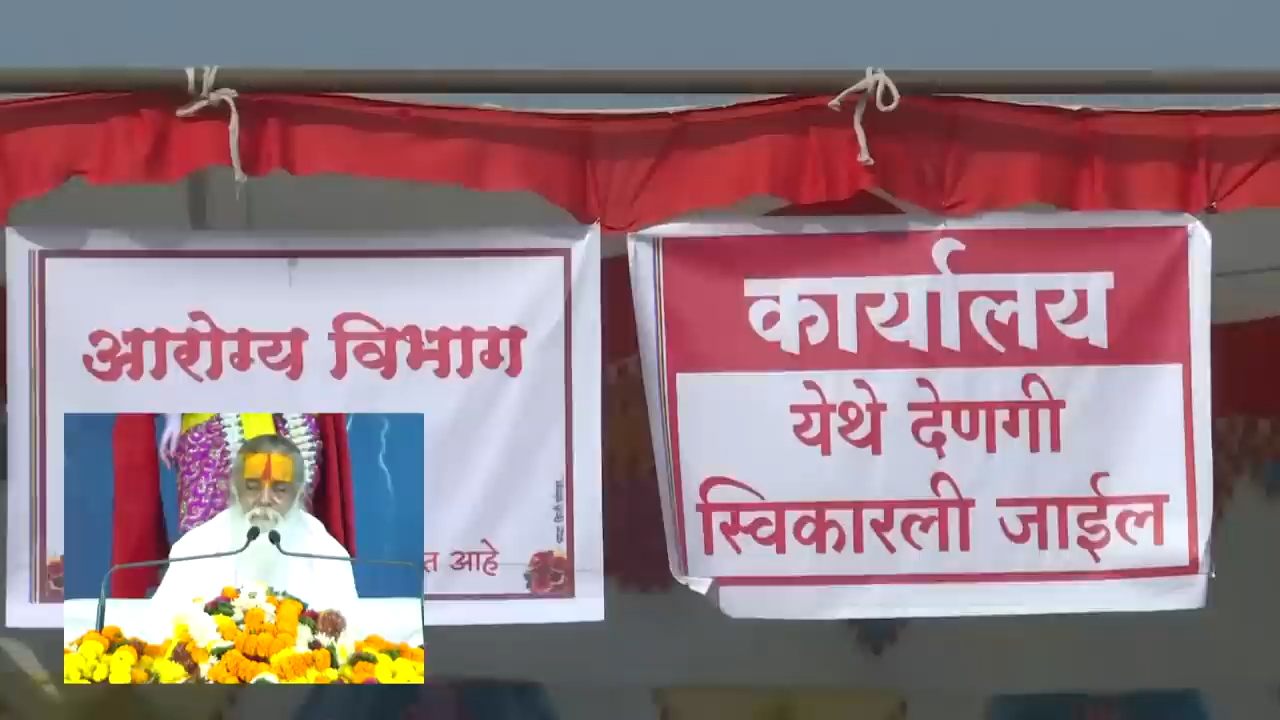 आरोग्य विभाग
त आहे
कार्यालय
येथे देणगी
स्विकारली जाईल